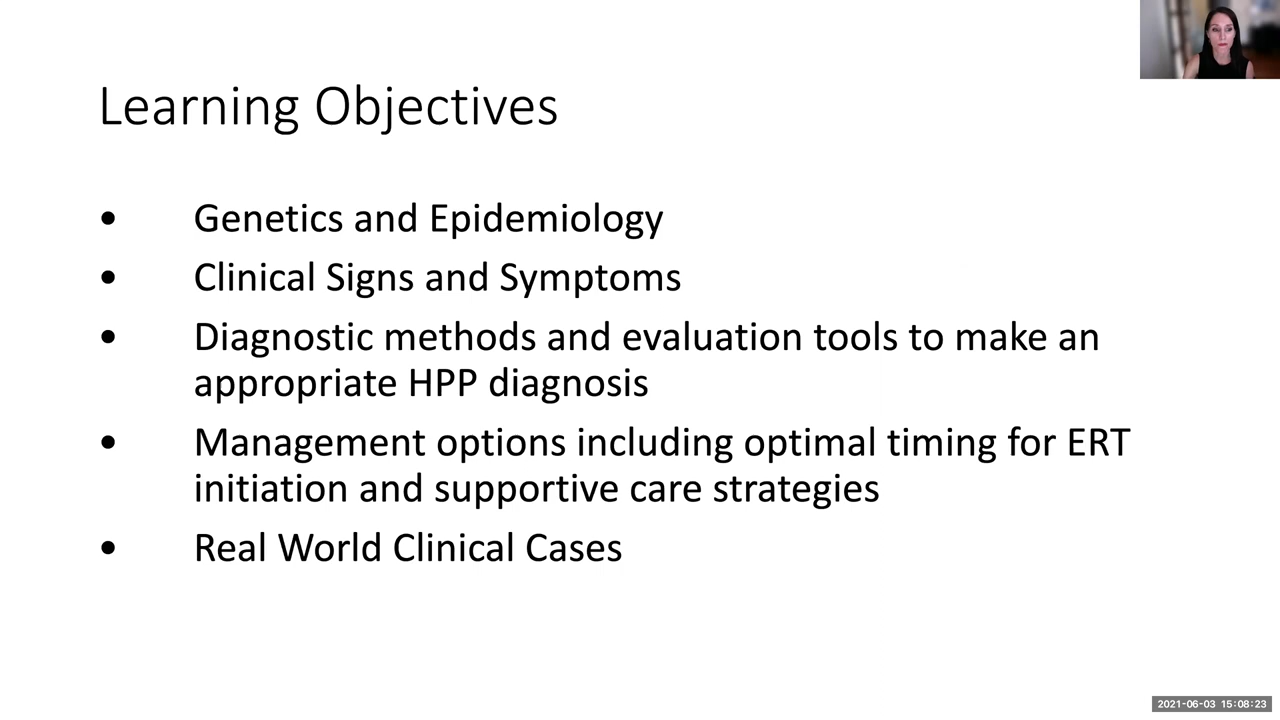 Learning Objectives
• Genetics and Epidemiology
• Clinical Signs and Symptoms
• Diagnostic methods and evaluation tools to make an
appropriate HPP diagnosis
• Management options including optimal timing for ERT
initiation and supportive care strategies
• Real World Clinical Cases
2021-06-03 15:08:23